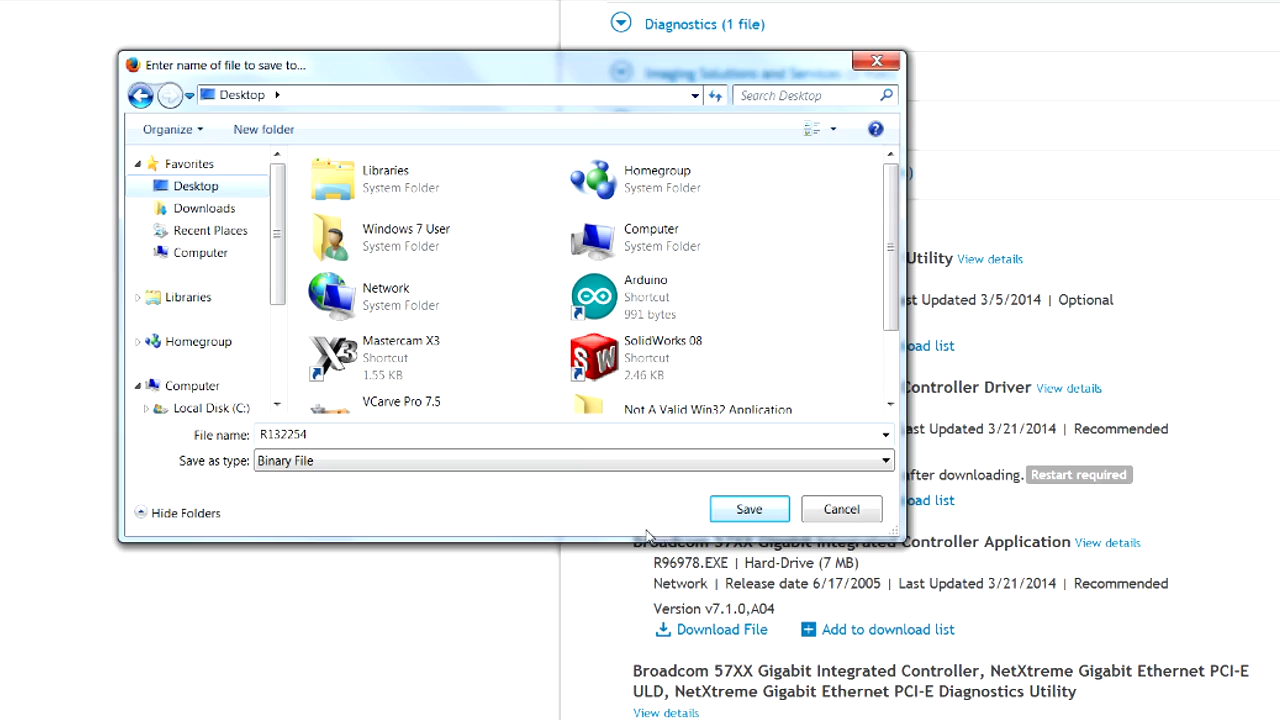 Diagnostics (1 file)
Enter name of file to save to...
Imaging Solutions and Services
Desktop
Search Desktop
Organize
New folder
Favorites
Desktop
Downloads
Recent Places
Computer
Libraries
Homegroup
Computer
Local Disk (C:)
Libraries
System Folder
Homegroup
System Folder
Windows 7 User
System Folder
Computer
System Folder
Network
System Folder
Arduino
Shortcut
991 bytes
Mastercam X3
Shortcut
1.55 KB
SolidWorks 08
Shortcut
2.46 KB
VCarve Pro 7.5
Not A Valid Win32 Application
File name: R132254
Save as type: Binary File
Hide Folders
Save
Cancel
)
Utility View details
st Updated 3/5/2014 | Optional
oad list
Controller Driver View details
ast Updated 3/21/2014 | Recommended
after downloading. Restart required
oad list
Broadcom 57XX Gigabit Integrated Controller Application View details
R96978.EXE | Hard-Drive (7 MB)
Network | Release date 6/17/2005 | Last Updated 3/21/2014 | Recommended
Version v7.1.0,A04
Download File
Add to download list
Broadcom 57XX Gigabit Integrated Controller, NetXtreme Gigabit Ethernet PCI-E
ULD, NetXtreme Gigabit Ethernet PCI-E Diagnostics Utility
View details